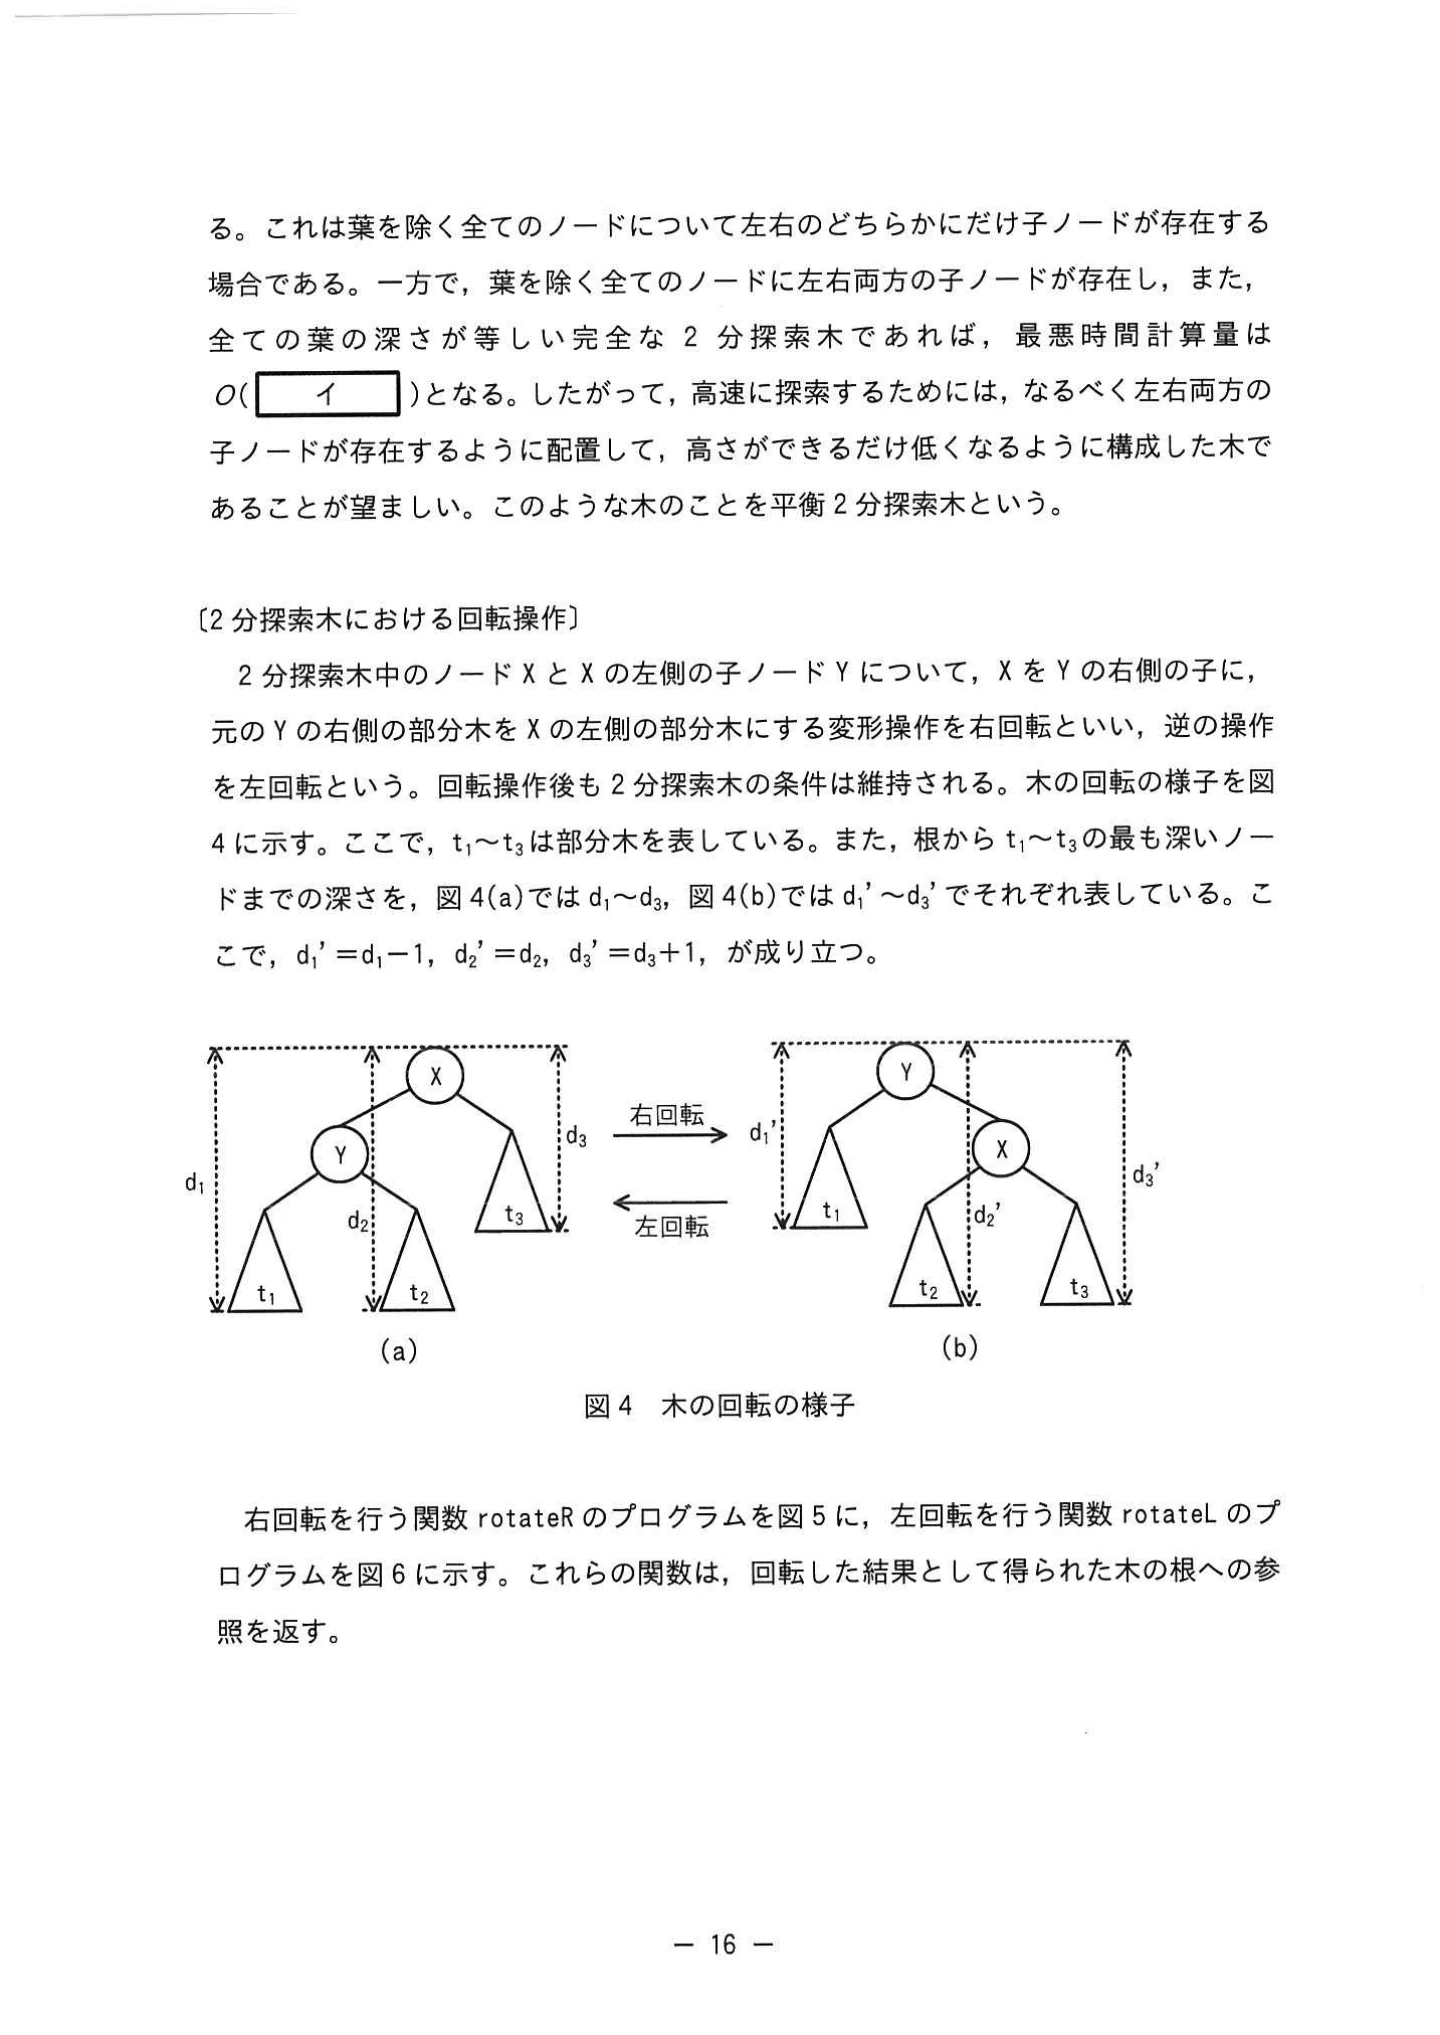 る。これは葉を除く全てのノードについて左右のどちらかにだけ子ノードが存在する
場合である。一方で，葉を除く全てのノードに左右両方の子ノードが存在し，また，
全ての葉の深さが等しい完全な 2 分探索木であれば，最悪時間計算量は
O( イ )となる。したがって，高速に探索するためには，なるべく左右両方の
子ノードが存在するように配置して，高さができるだけ低くなるように構成した木で
あることが望ましい。このような木のことを平衡 2 分探索木という。
〔2 分探索木における回転操作〕
2 分探索木中のノード X と X の左側の子ノード Y について，X を Y の右側の子に，
元の Y の右側の部分木を X の左側の部分木にする変形操作を右回転といい，逆の操作
を左回転という。回転操作後も 2 分探索木の条件は維持される。木の回転の様子を図
4 に示す。ここで，t₁～t₃は部分木を表している。また，根から t₁～t₃の最も深いノー
ドまでの深さを，図 4(a)では d₁～d₃，図 4(b)では d₁’～d₃’でそれぞれ表している。こ
こで，d₁’＝d₁－1，d₂’＝d₂，d₃’＝d₃＋1，が成り立つ。
X
Y
d₁
d₂
d₃
t₁
t₂
t₃
(a)
右回転
左回転
Y
X
d₁’
d₂’
d₃’
t₁
t₂
t₃
(b)
図 4　木の回転の様子
右回転を行う関数 rotateR のプログラムを図 5 に，左回転を行う関数 rotateL のプ
ログラムを図 6 に示す。これらの関数は，回転した結果として得られた木の根への参
照を返す。
－ 16 －